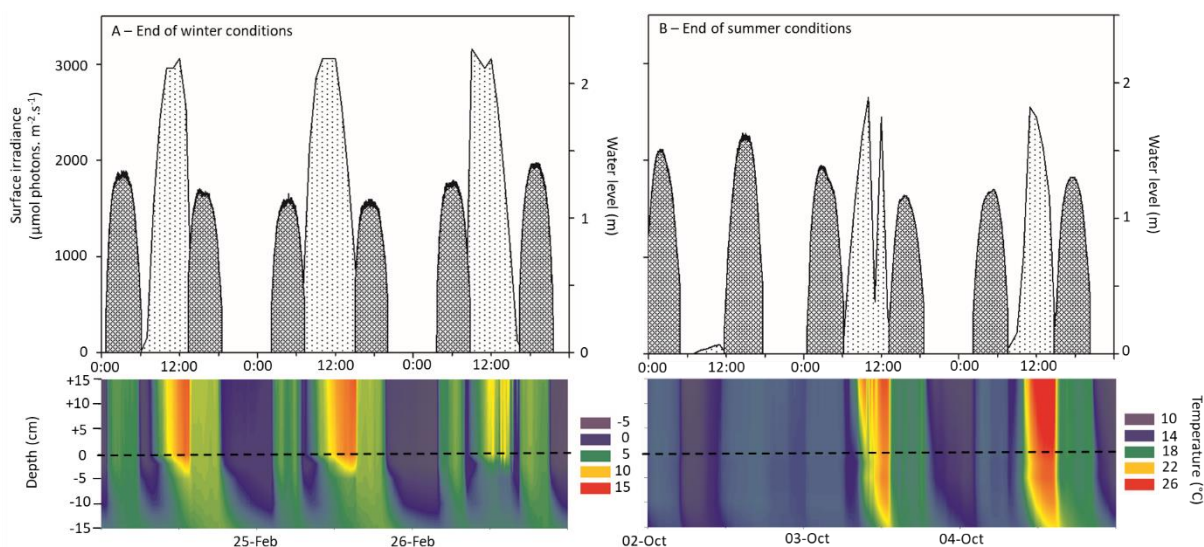 A – End of winter conditions
Surface irradiance
(µmol photons. m⁻².s⁻¹)
3000
2000
1000
0
2
1
0
Water level (m)
0:00 12:00 0:00 12:00 0:00 12:00
B – End of summer conditions
2
1
0
Water level (m)
0:00 12:00 0:00 12:00 0:00 12:00
Depth (cm)
+15
+10
+5
0
-5
-10
-15
25-Feb 26-Feb
-5
0
5
10
15
02-Oct 03-Oct 04-Oct
10
14
18
22
26
Temperature (°C)